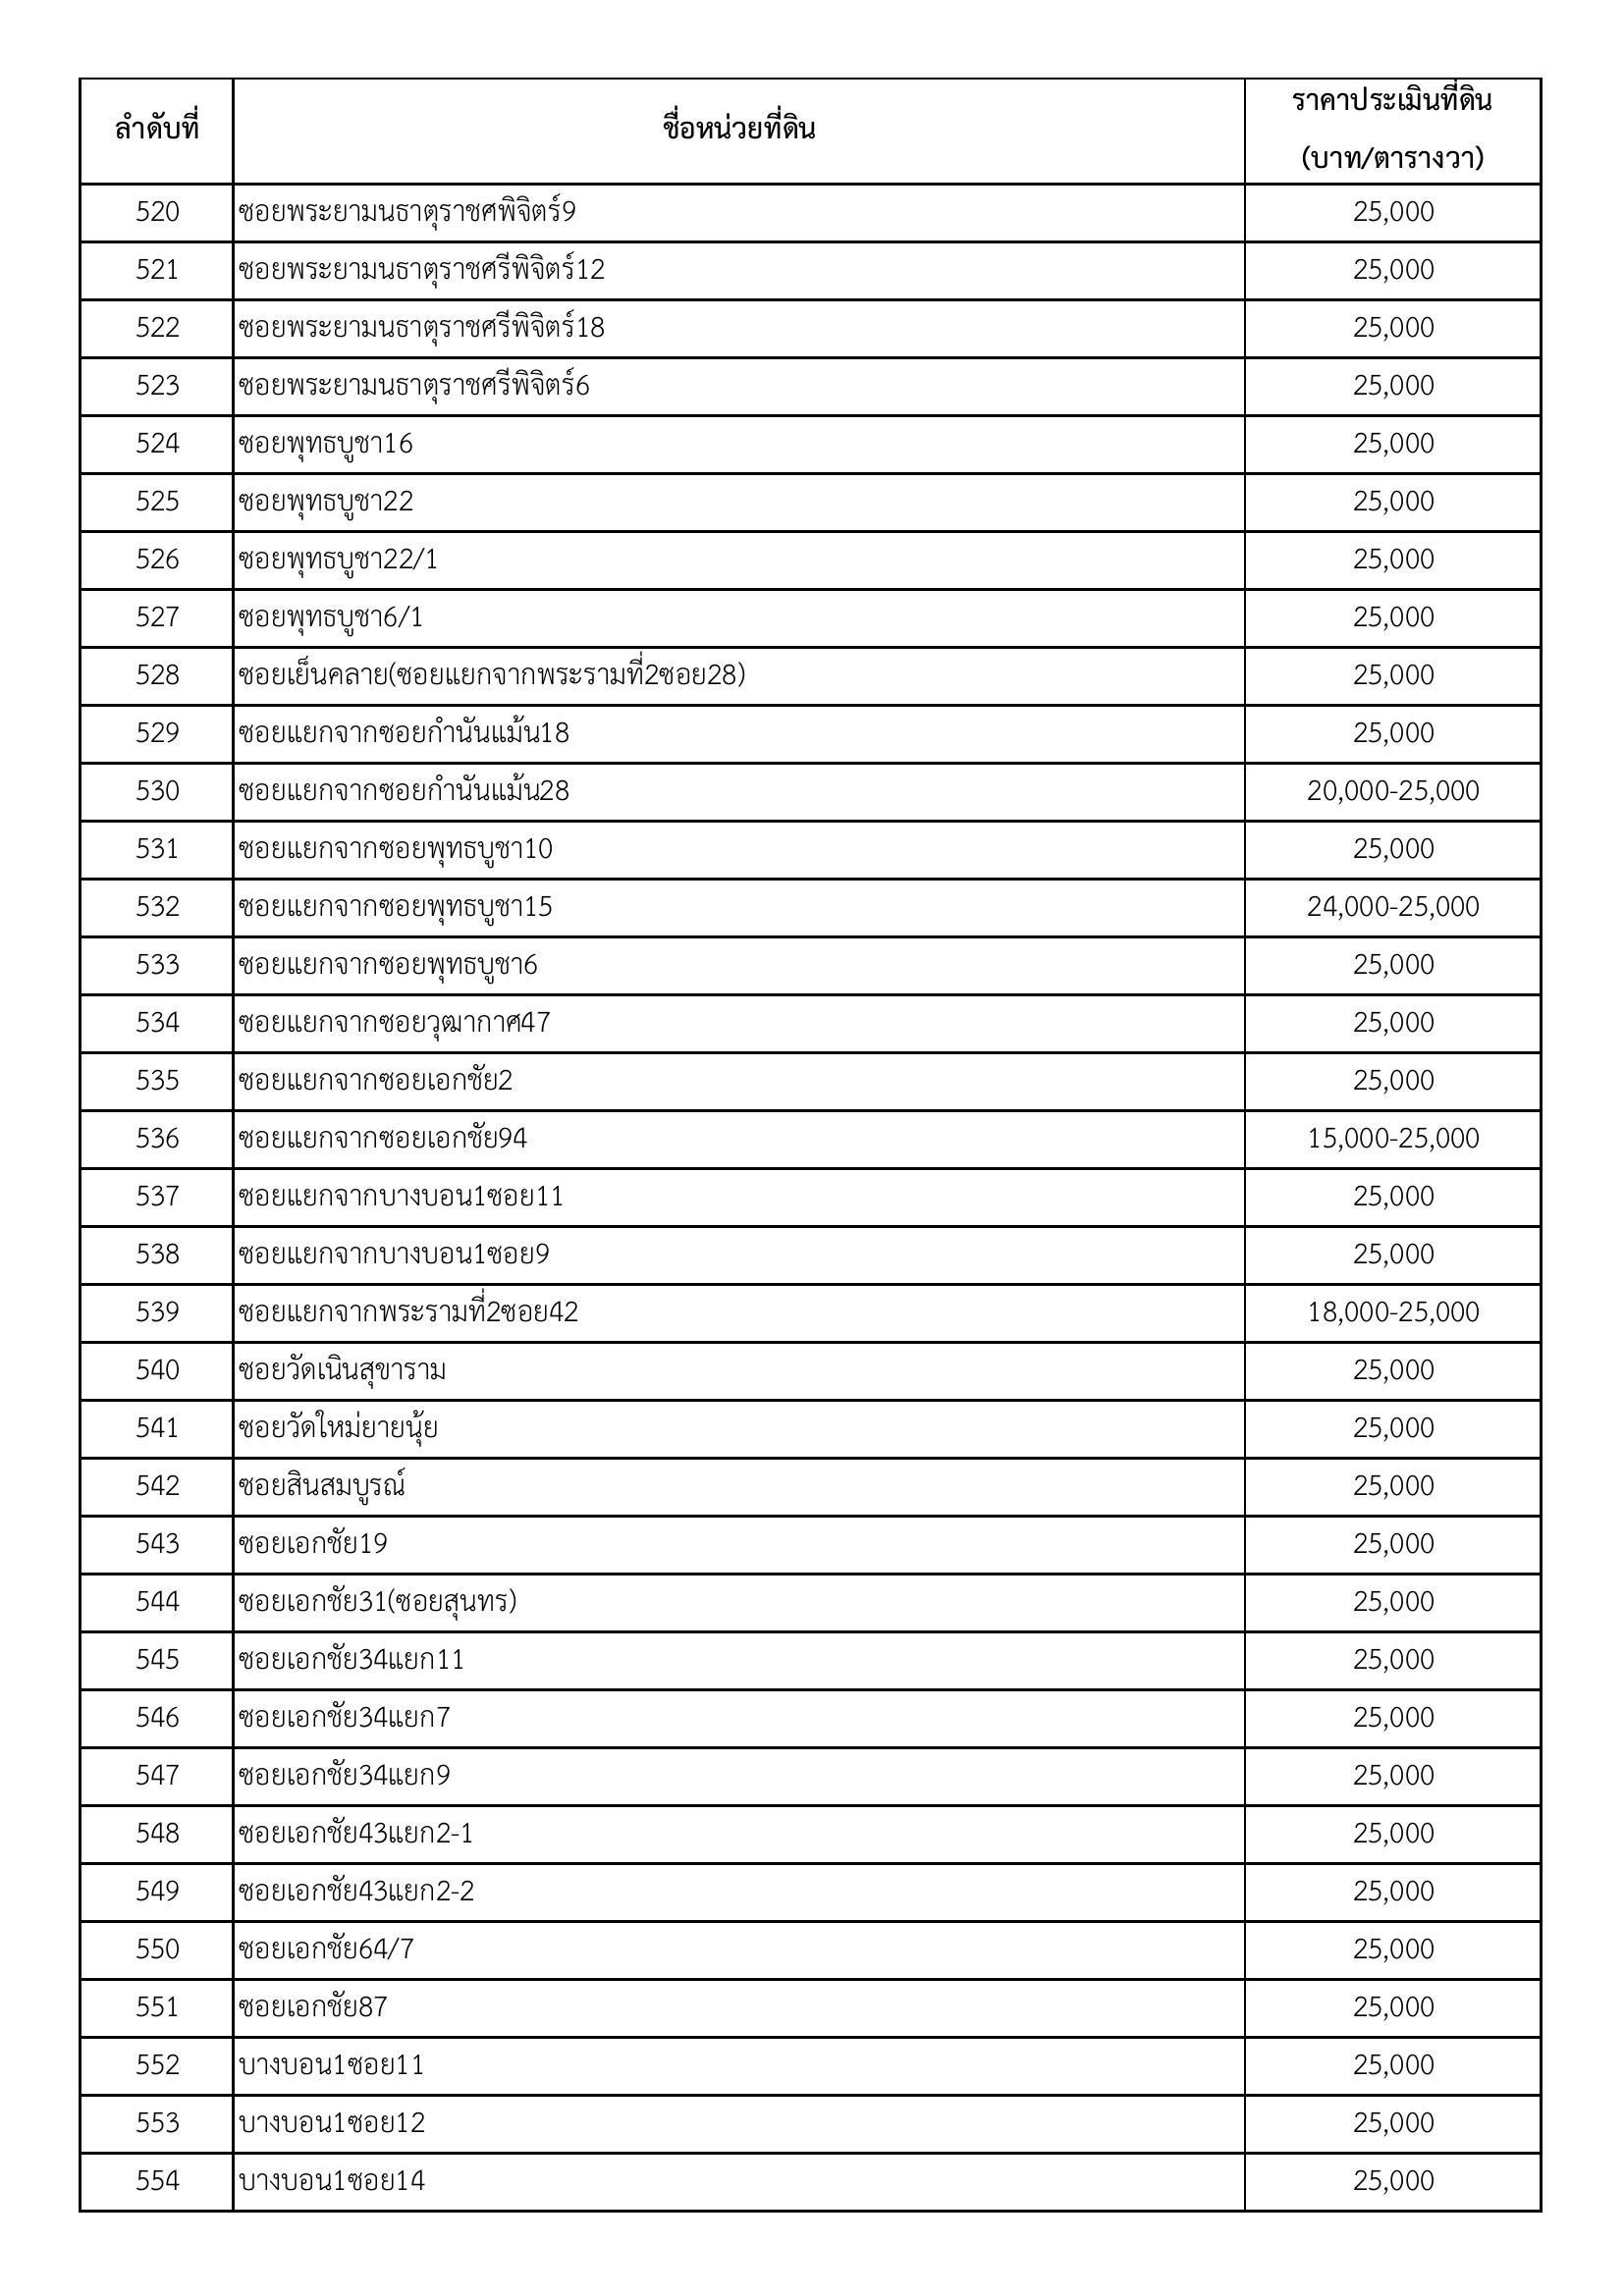 ลำดับที่ ชื่อหน่วยที่ดิน ราคาประเมินที่ดิน
(บาท/ตารางวา)
520 ซอยพระยามนธาตุราชศพิจิตร์9 25,000
521 ซอยพระยามนธาตุราชศรีพิจิตร์12 25,000
522 ซอยพระยามนธาตุราชศรีพิจิตร์18 25,000
523 ซอยพระยามนธาตุราชศรีพิจิตร์6 25,000
524 ซอยพุทธบูชา16 25,000
525 ซอยพุทธบูชา22 25,000
526 ซอยพุทธบูชา22/1 25,000
527 ซอยพุทธบูชา6/1 25,000
528 ซอยเย็นคลาย(ซอยแยกจากพระรามที่2ซอย28) 25,000
529 ซอยแยกจากซอยกำนันแม้น18 25,000
530 ซอยแยกจากซอยกำนันแม้น28 20,000-25,000
531 ซอยแยกจากซอยพุทธบูชา10 25,000
532 ซอยแยกจากซอยพุทธบูชา15 24,000-25,000
533 ซอยแยกจากซอยพุทธบูชา6 25,000
534 ซอยแยกจากซอยวุฒากาศ47 25,000
535 ซอยแยกจากซอยเอกชัย2 25,000
536 ซอยแยกจากซอยเอกชัย94 15,000-25,000
537 ซอยแยกจากบางบอน1ซอย11 25,000
538 ซอยแยกจากบางบอน1ซอย9 25,000
539 ซอยแยกจากพระรามที่2ซอย42 18,000-25,000
540 ซอยวัดเนินสุขาราม 25,000
541 ซอยวัดใหม่ยายนุ้ย 25,000
542 ซอยสินสมบูรณ์ 25,000
543 ซอยเอกชัย19 25,000
544 ซอยเอกชัย31(ซอยสุนทร) 25,000
545 ซอยเอกชัย34แยก11 25,000
546 ซอยเอกชัย34แยก7 25,000
547 ซอยเอกชัย34แยก9 25,000
548 ซอยเอกชัย43แยก2-1 25,000
549 ซอยเอกชัย43แยก2-2 25,000
550 ซอยเอกชัย64/7 25,000
551 ซอยเอกชัย87 25,000
552 บางบอน1ซอย11 25,000
553 บางบอน1ซอย12 25,000
554 บางบอน1ซอย14 25,000